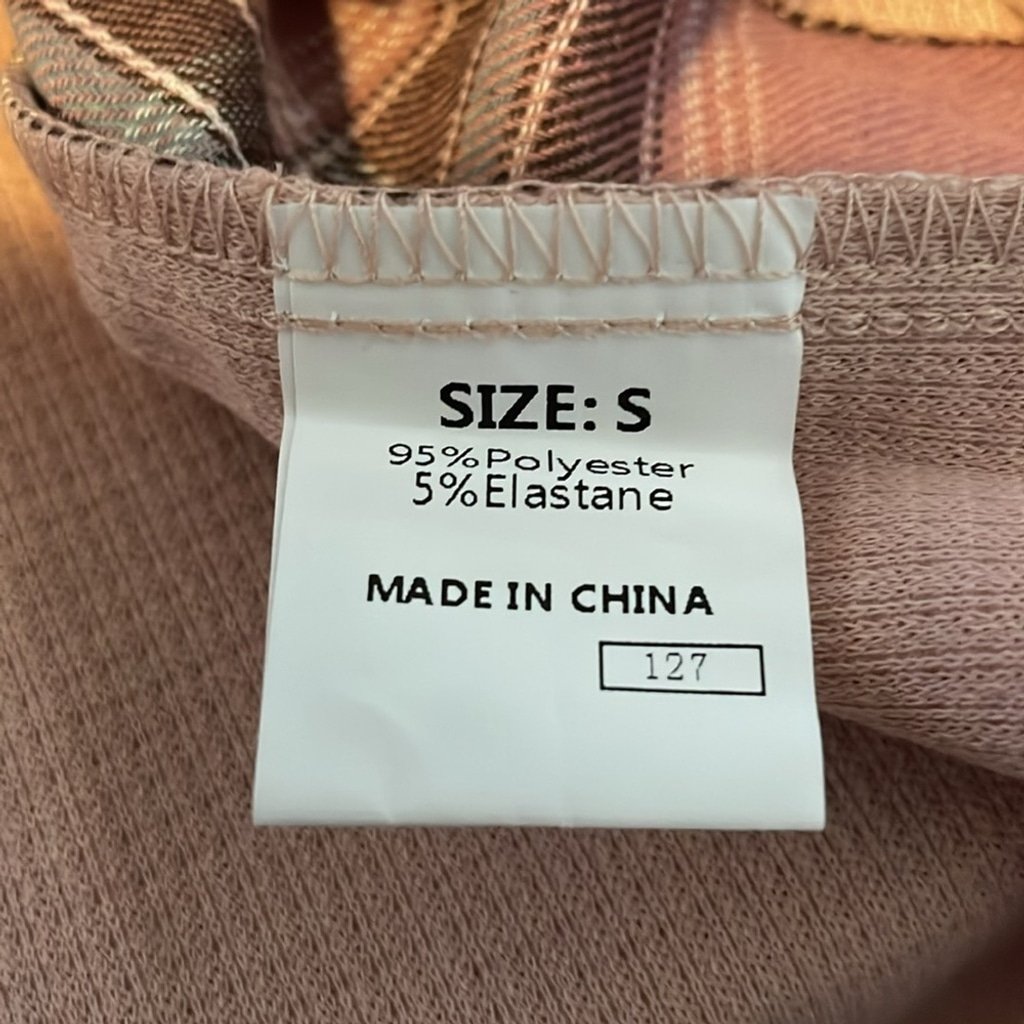 SIZE: S
95%Polyester
5%Elastane
MADE IN CHINA
127